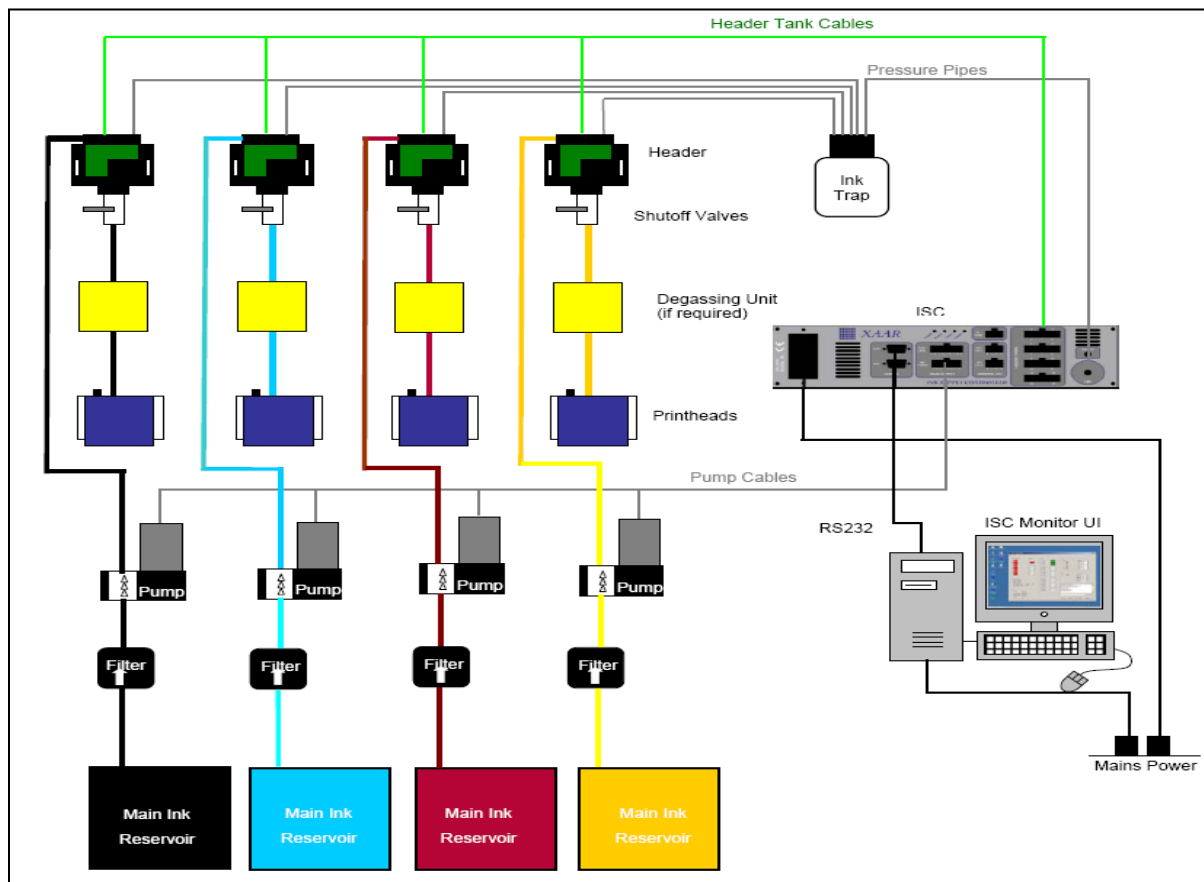 Header Tank Cables
Pressure Pipes
Header
Ink
Trap
Shutoff Valves
Degassing Unit
(if required)
ISC
XAAR
Printheads
Pump Cables
RS232
ISC Monitor UI
Pump
Pump
Pump
Pump
Filter
Filter
Filter
Filter
Mains Power
Main Ink
Reservoir
Main Ink
Reservoir
Main Ink
Reservoir
Main Ink
Reservoir